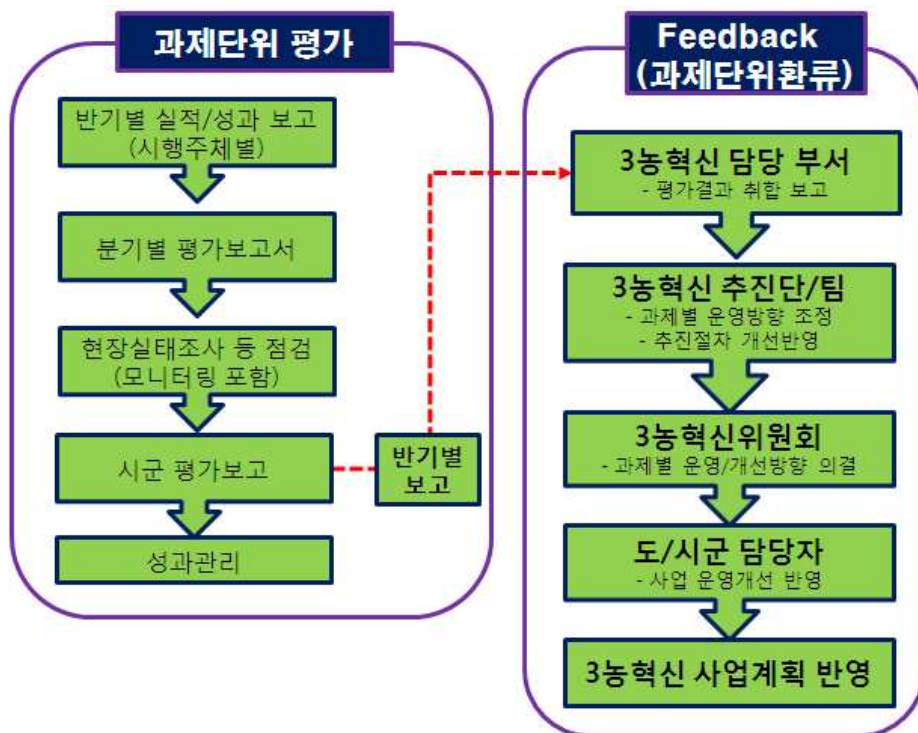 과제단위 평가
반기별 실적/성과 보고
(시행주체별)
분기별 평가보고서
현장실태조사 등 점검
(모니터링 포함)
시군 평가보고
성과관리
반기별
보고
Feedback
(과제단위환류)
3농혁신 담당 부서
- 평가결과 취합 보고
3농혁신 추진단/팀
- 과제별 운영방향 조정
- 추진절차 개선반영
3농혁신위원회
- 과제별 운영/개선방향 의결
도/시군 담당자
- 사업 운영개선 반영
3농혁신 사업계획 반영